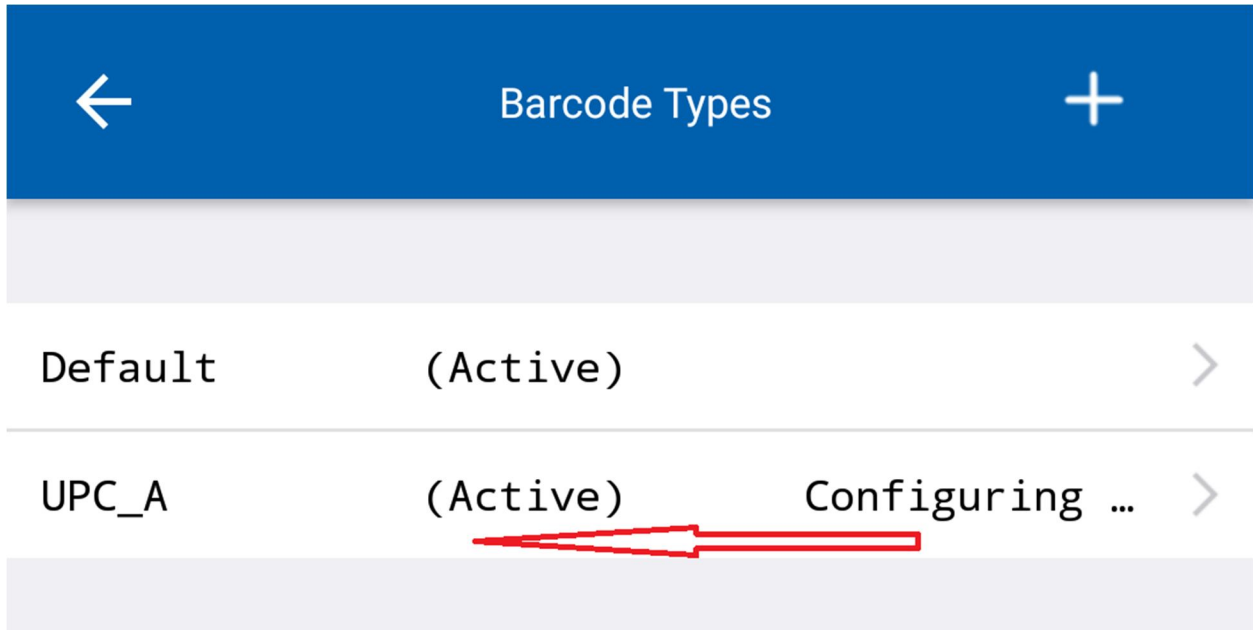 Barcode Types
Default (Active)
UPC_A (Active) Configuring …